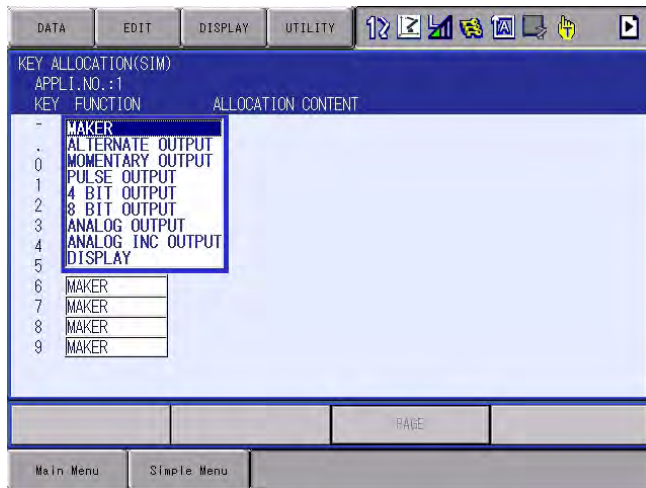 DATA EDIT DISPLAY UTILITY
KEY ALLOCATION(SIM)
APPLI.NO.:1
KEY FUNCTION ALLOCATION CONTENT
-
.
0
1
2
3
4
5
MAKER
ALTERNATE OUTPUT
MOMENTARY OUTPUT
PULSE OUTPUT
4 BIT OUTPUT
8 BIT OUTPUT
ANALOG OUTPUT
ANALOG INC OUTPUT
DISPLAY
6 MAKER
7 MAKER
8 MAKER
9 MAKER
PAGE
Main Menu Simple Menu